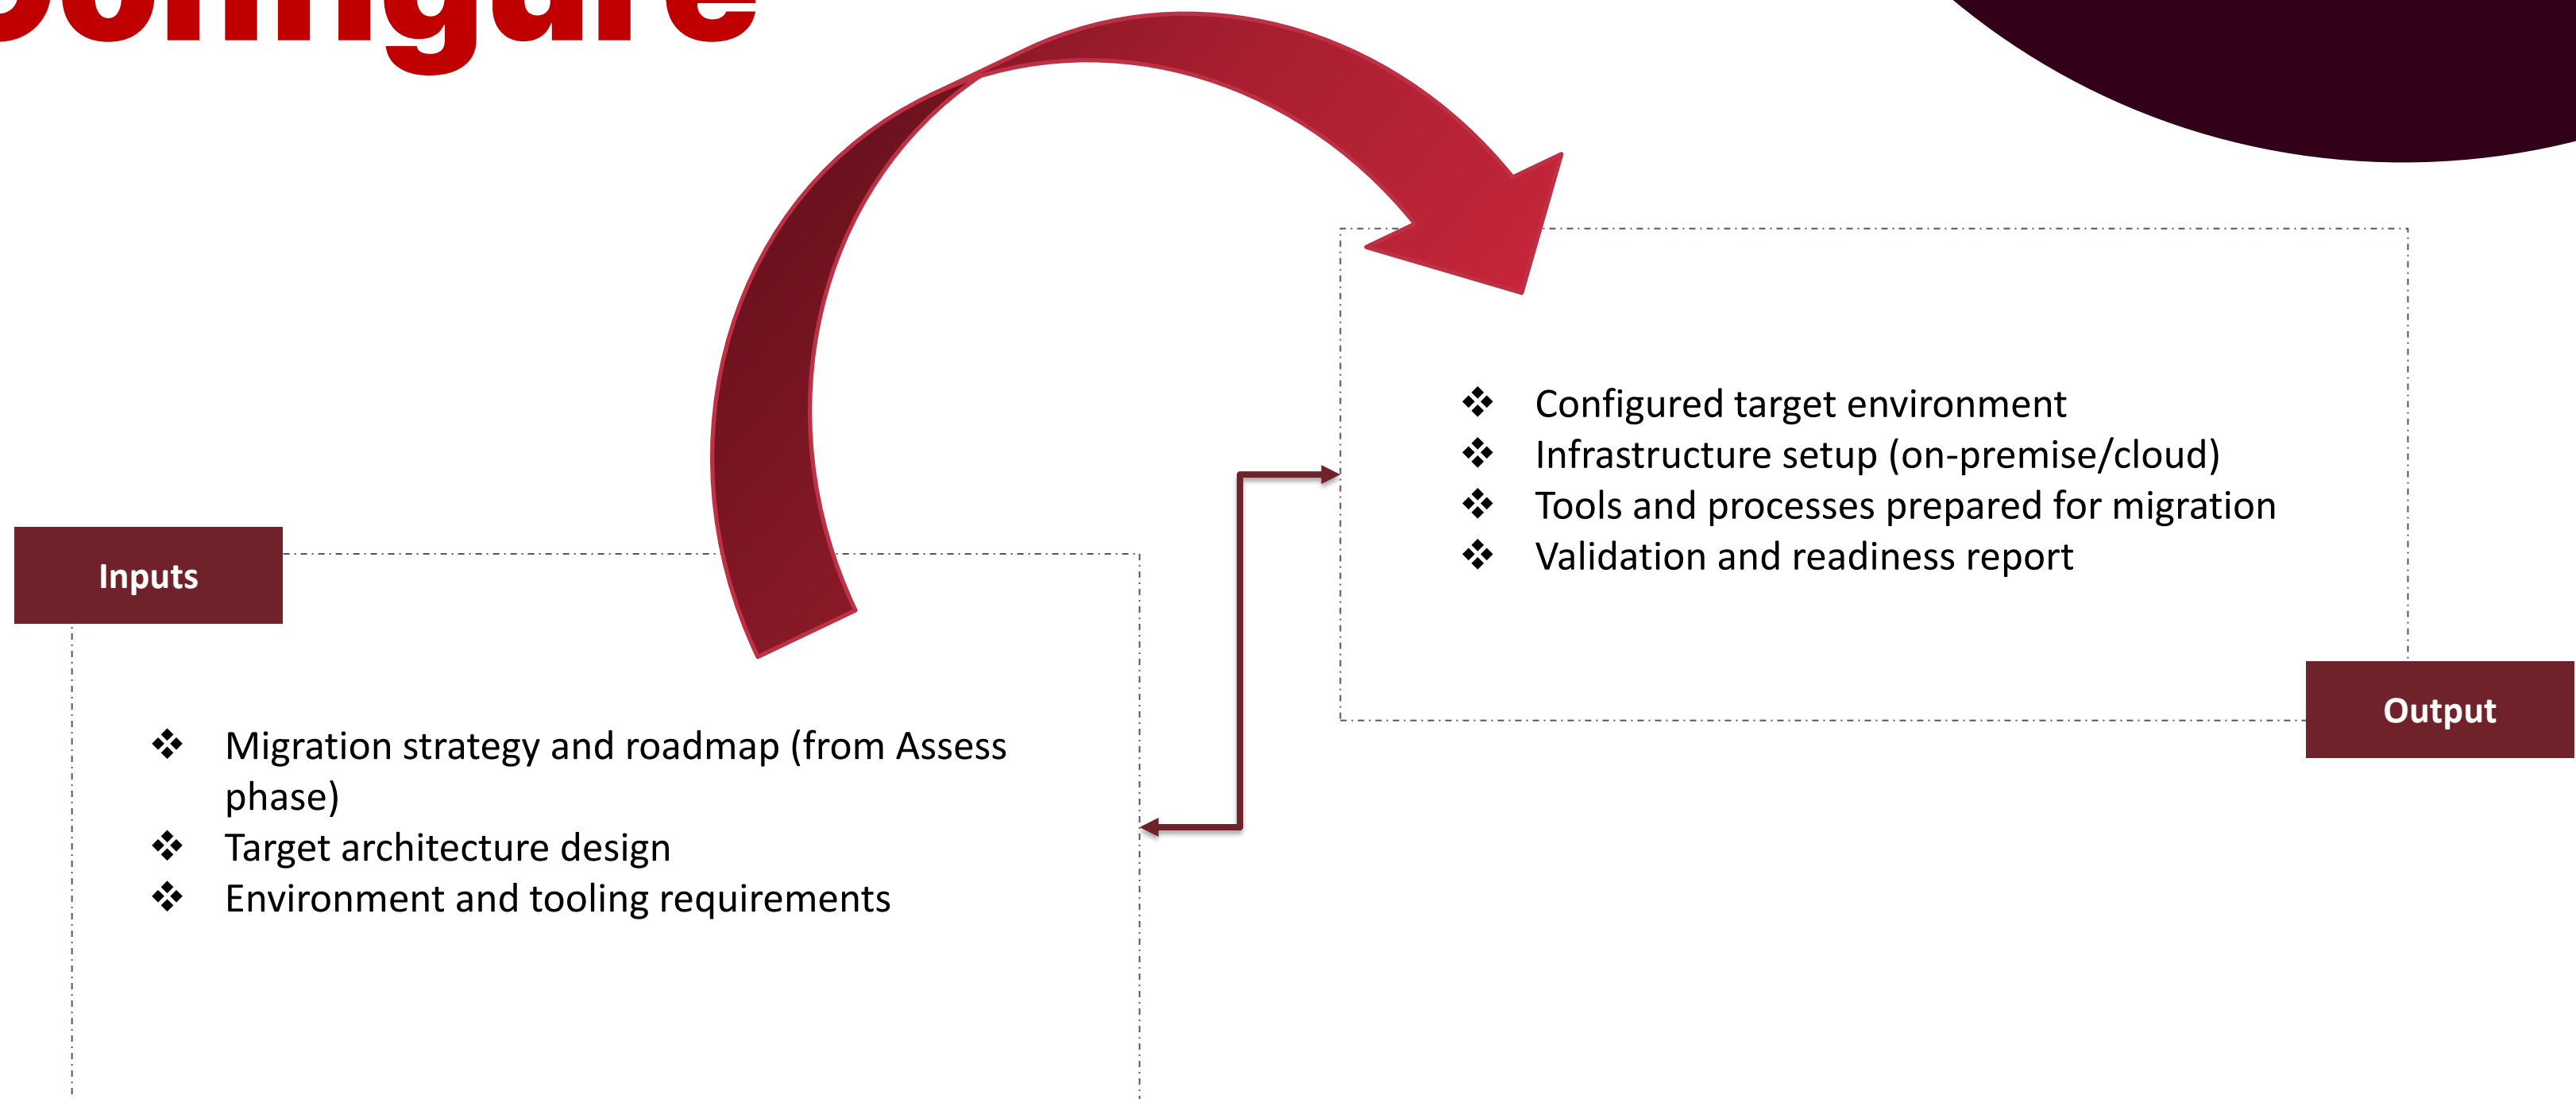 Configure
Inputs
❖ Migration strategy and roadmap (from Assess
phase)
❖ Target architecture design
❖ Environment and tooling requirements
❖ Configured target environment
❖ Infrastructure setup (on-premise/cloud)
❖ Tools and processes prepared for migration
❖ Validation and readiness report
Output